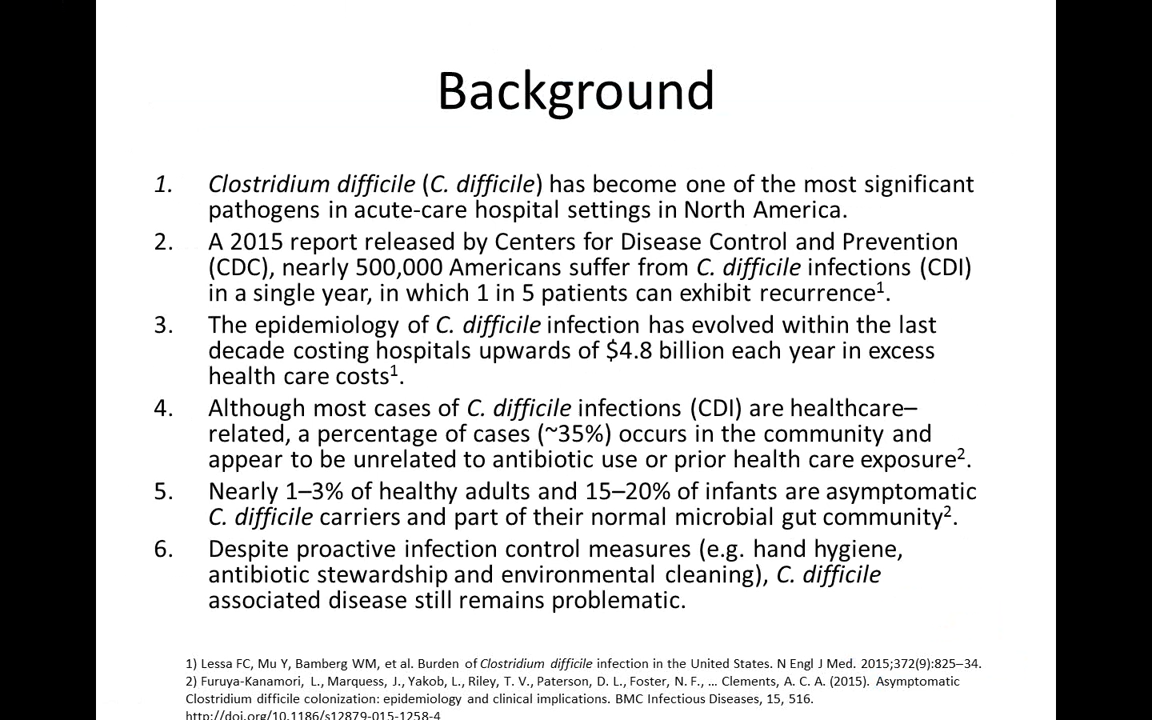 Background
1. Clostridium difficile (C. difficile) has become one of the most significant
pathogens in acute-care hospital settings in North America.
2. A 2015 report released by Centers for Disease Control and Prevention
(CDC), nearly 500,000 Americans suffer from C. difficile infections (CDI)
in a single year, in which 1 in 5 patients can exhibit recurrence¹.
3. The epidemiology of C. difficile infection has evolved within the last
decade costing hospitals upwards of $4.8 billion each year in excess
health care costs¹.
4. Although most cases of C. difficile infections (CDI) are healthcare–
related, a percentage of cases (~35%) occurs in the community and
appear to be unrelated to antibiotic use or prior health care exposure².
5. Nearly 1–3% of healthy adults and 15–20% of infants are asymptomatic
C. difficile carriers and part of their normal microbial gut community².
6. Despite proactive infection control measures (e.g. hand hygiene,
antibiotic stewardship and environmental cleaning), C. difficile
associated disease still remains problematic.
1) Lessa FC, Mu Y, Bamberg WM, et al. Burden of Clostridium difficile infection in the United States. N Engl J Med. 2015;372(9):825–34.
2) Furuya-Kanamori, L., Marquess, J., Yakob, L., Riley, T. V., Paterson, D. L., Foster, N. F., … Clements, A. C. A. (2015). Asymptomatic
Clostridium difficile colonization: epidemiology and clinical implications. BMC Infectious Diseases, 15, 516.
http://doi.org/10.1186/s12879-015-1258-4